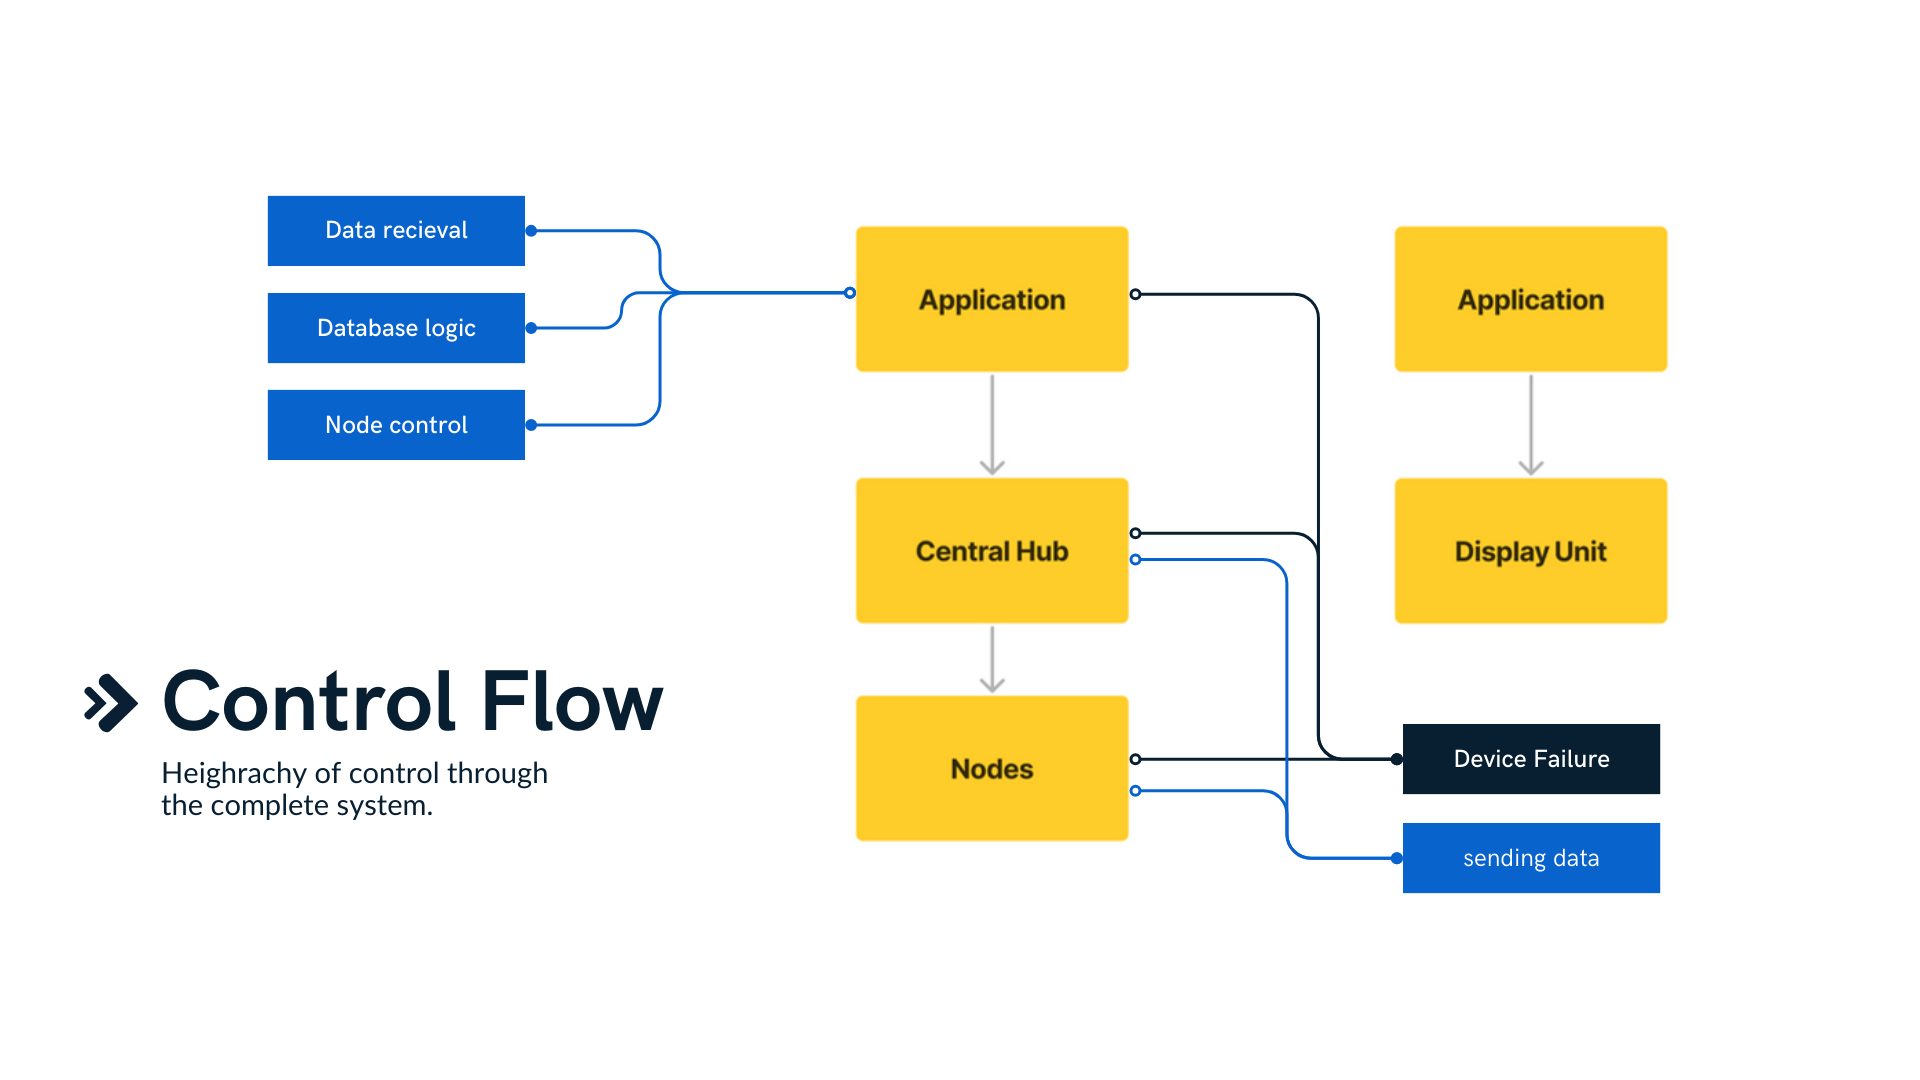 Data recieval
Database logic
Node control
Application
Application
Central Hub
Display Unit
Nodes
Device Failure
sending data
Control Flow
Heighrachy of control through
the complete system.